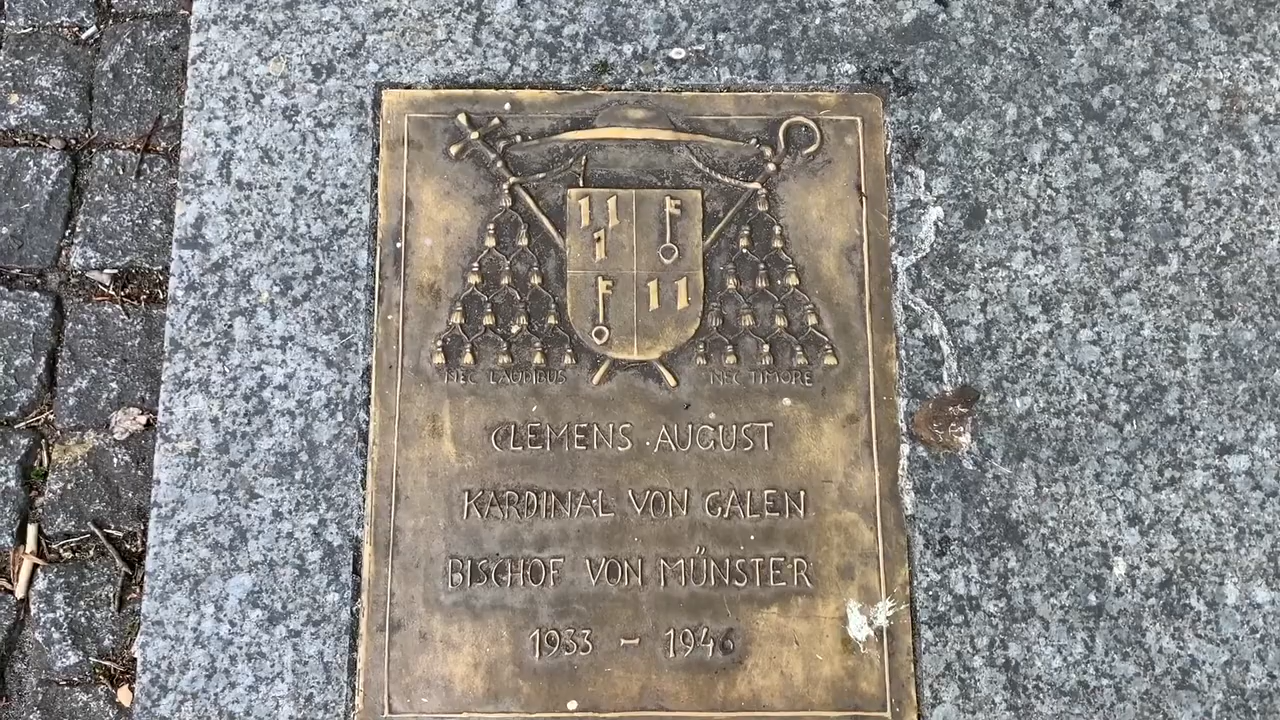 NEC LAUDIBUS NEC TIMORE
CLEMENS · AUGUST
KARDINAL VON GALEN
BISCHOF VON MÜNSTER
1933 – 1946